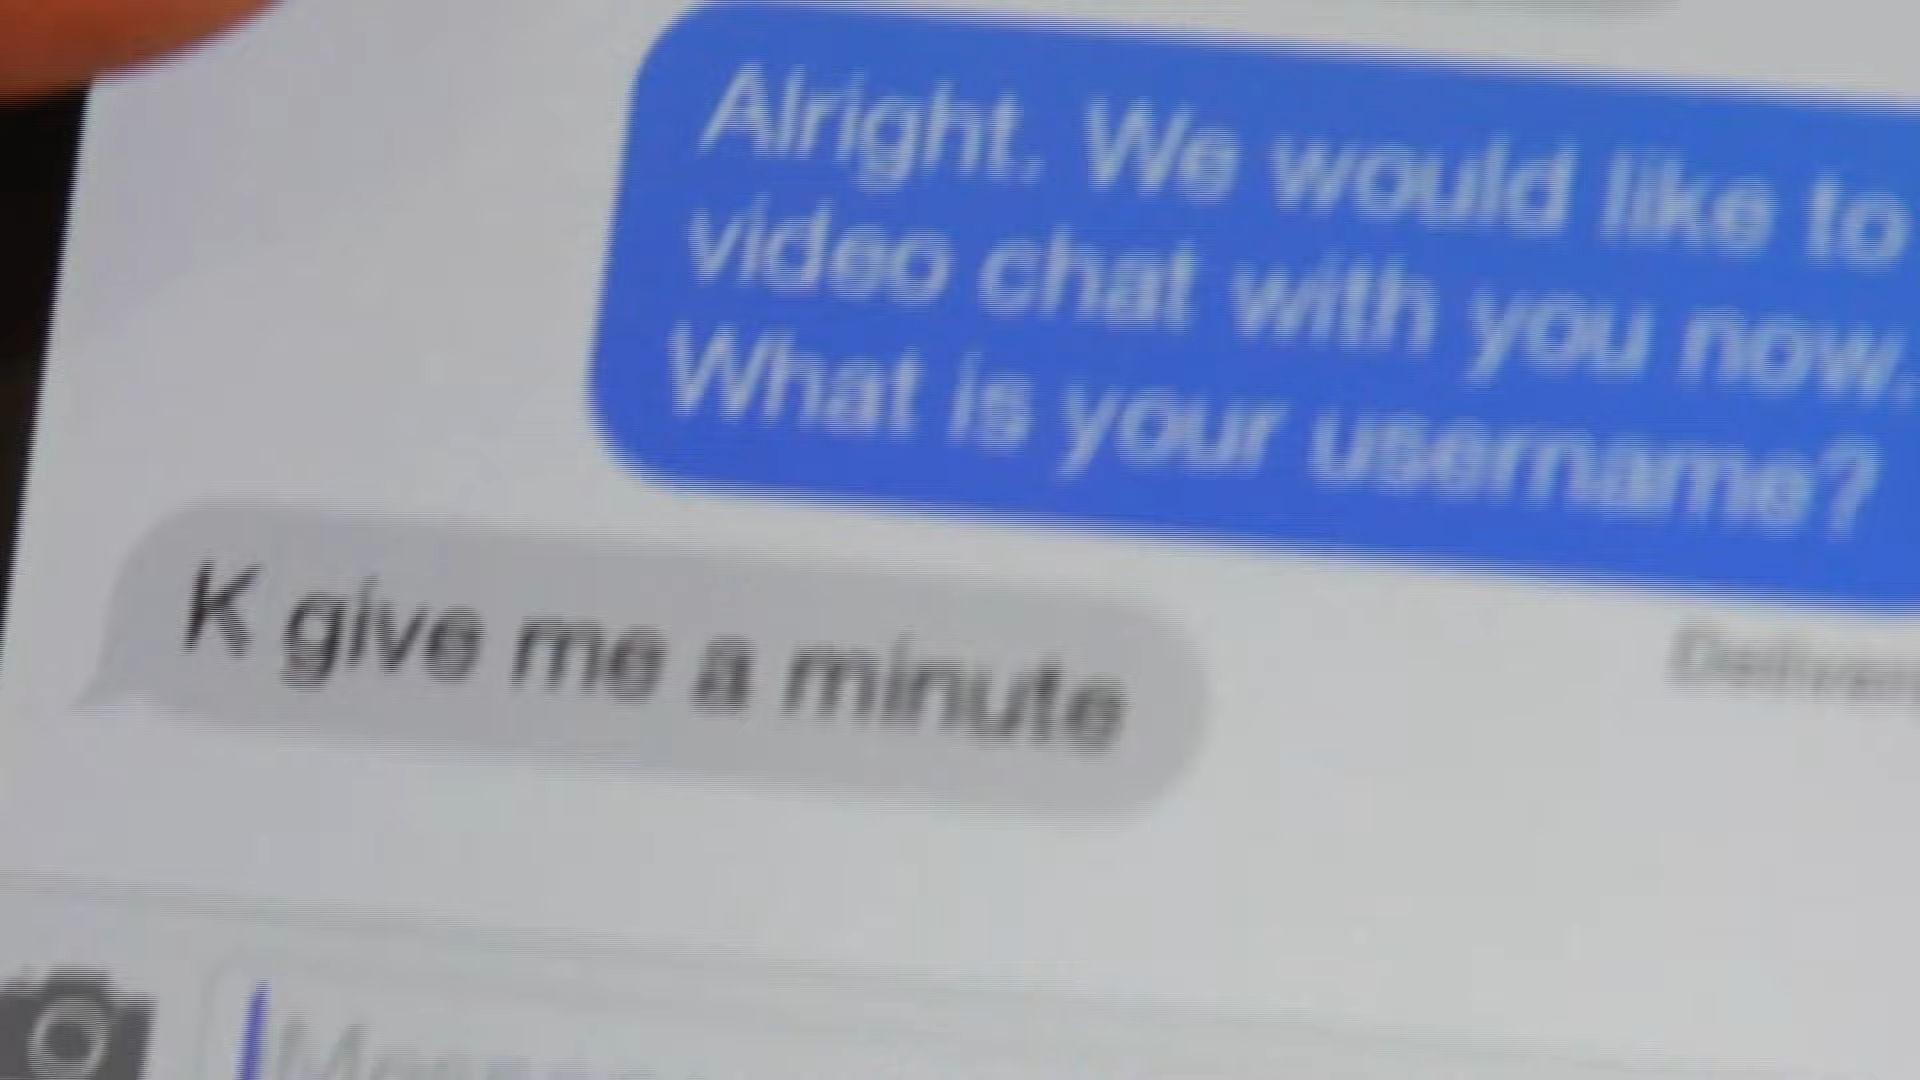 Alright. We would like to
video chat with you now.
What is your username?
K give me a minute